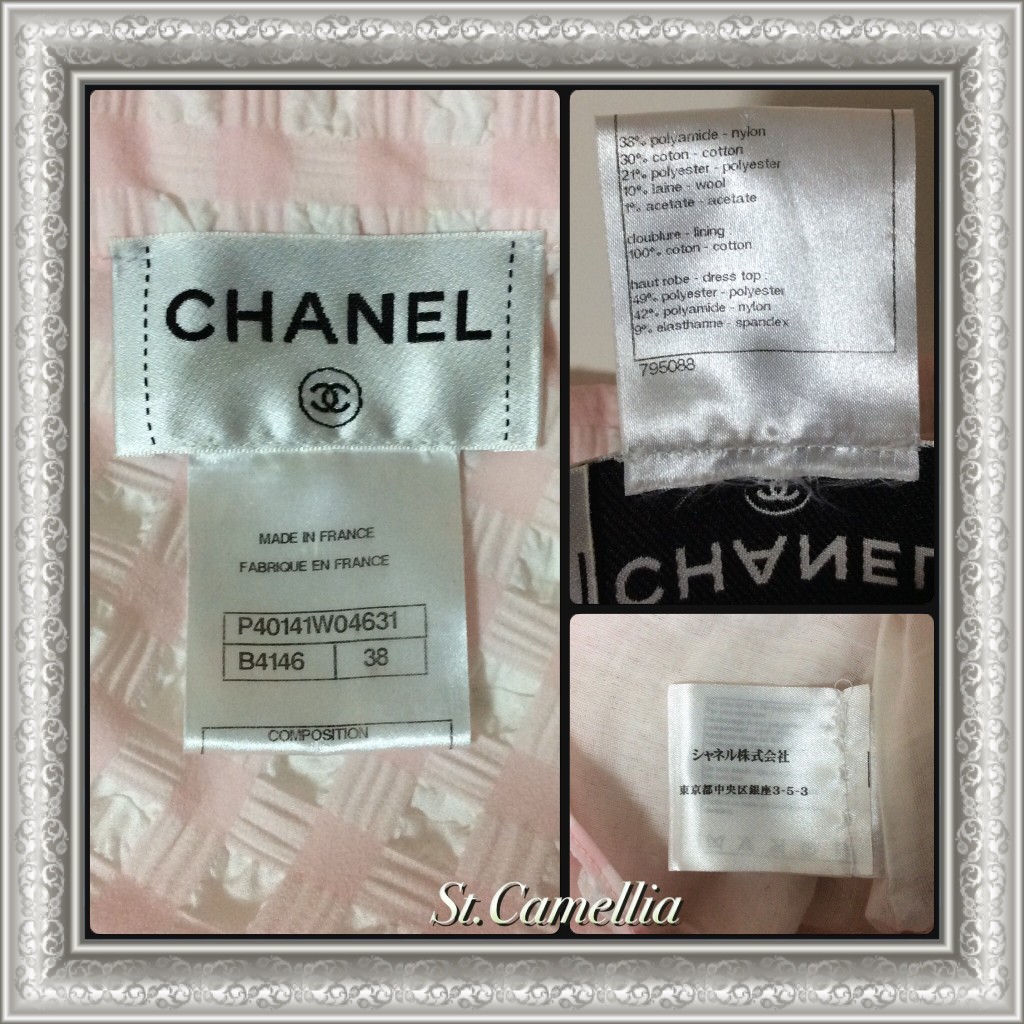 CHANEL
MADE IN FRANCE
FABRIQUE EN FRANCE
P40141W04631
B4146 38
COMPOSITION
38% polyamide - nylon
30% coton - cotton
21% polyester - polyester
10% laine - wool
1% acetate - acetate
doublure - lining
100% coton - cotton
haut robe - dress top :
49% polyester - polyester
42% polyamide - nylon
9% elasthanne - spandex
795088
CHANEL
シャネル株式会社
東京都中央区銀座3-5-3
St.Camellia